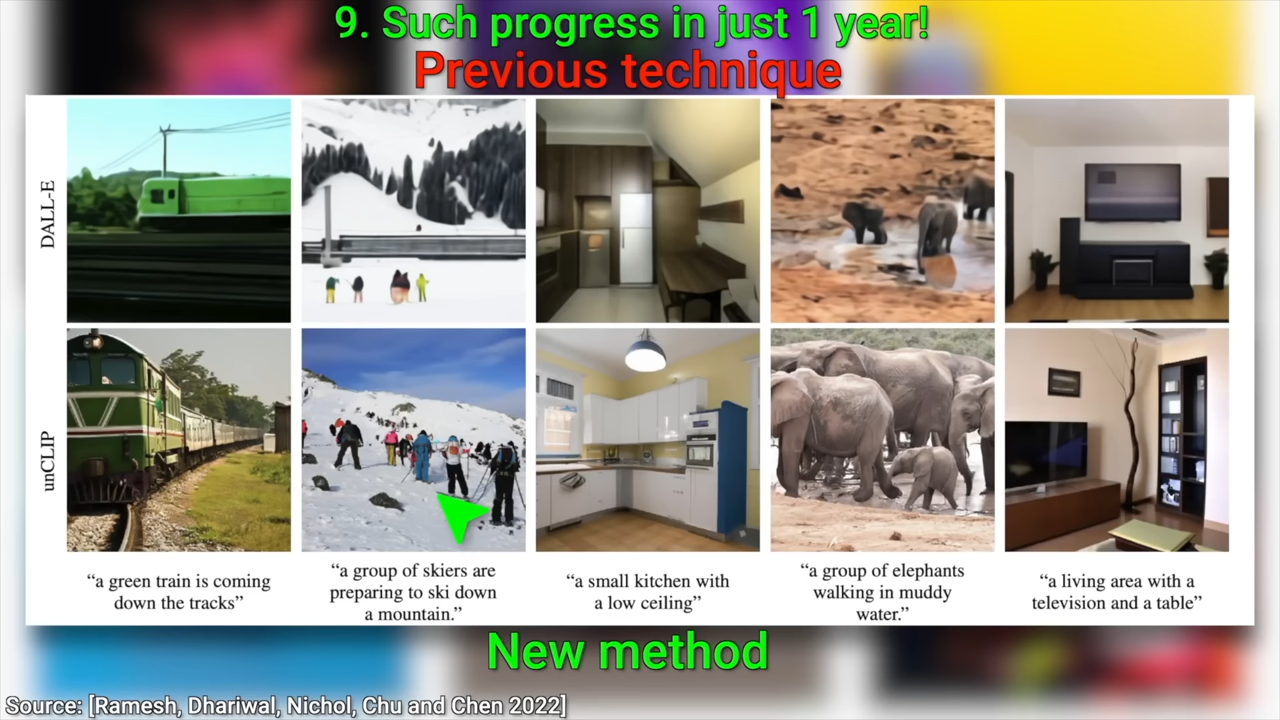 9. Such progress in just 1 year!
Previous technique
DALL-E
unCLIP
“a green train is coming
down the tracks”
“a group of skiers are
preparing to ski down
a mountain.”
“a small kitchen with
a low ceiling”
“a group of elephants
walking in muddy
water.”
“a living area with a
television and a table”
New method
Source: [Ramesh, Dhariwal, Nichol, Chu and Chen 2022]